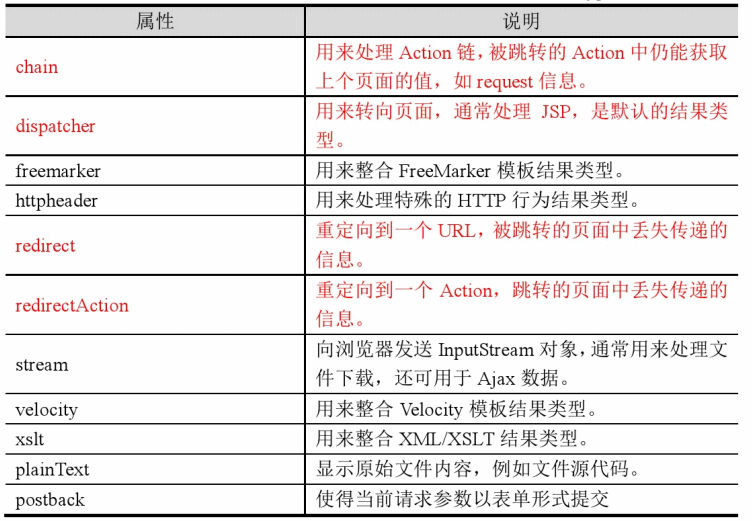 属性 说明
chain 用来处理 Action 链，被跳转的 Action 中仍能获取
上个页面的值，如 request 信息。
dispatcher 用来转向页面，通常处理 JSP，是默认的结果类
型。
freemarker 用来整合 FreeMarker 模板结果类型。
httpheader 用来处理特殊的 HTTP 行为结果类型。
redirect 重定向到一个 URL，被跳转的页面中丢失传递的
信息。
redirectAction 重定向到一个 Action，跳转的页面中丢失传递的
信息。
stream 向浏览器发送 InputStream 对象，通常用来处理文
件下载，还可用于 Ajax 数据。
velocity 用来整合 Velocity 模板结果类型。
xslt 用来整合 XML/XSLT 结果类型。
plainText 显示原始文件内容，例如文件源代码。
postback 使得当前请求参数以表单形式提交